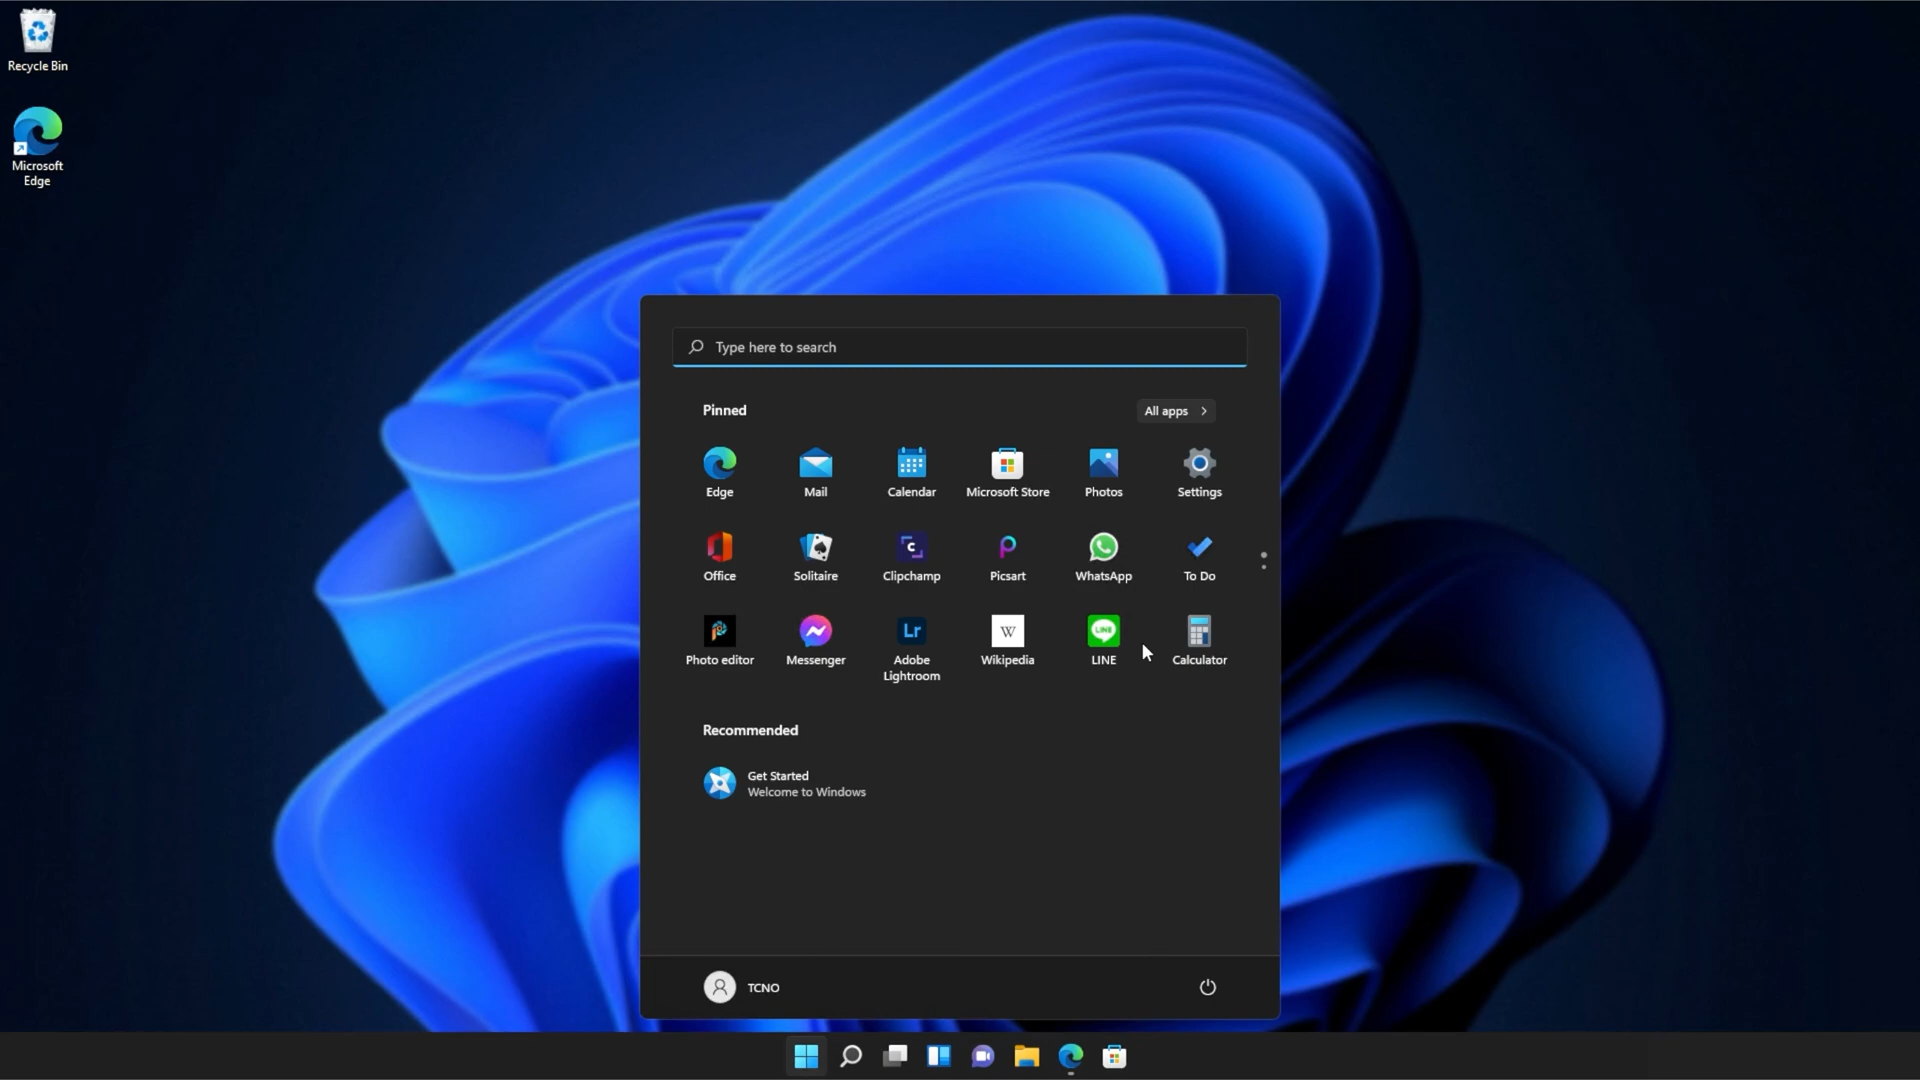 Recycle Bin
Microsoft
Edge
Type here to search
Pinned
All apps
Edge
Mail
Calendar
Microsoft Store
Photos
Settings
Office
Solitaire
Clipchamp
Picsart
WhatsApp
To Do
Photo editor
Messenger
Lr
Adobe
Lightroom
W
Wikipedia
LINE
LINE
Calculator
Recommended
Get Started
Welcome to Windows
TCNO